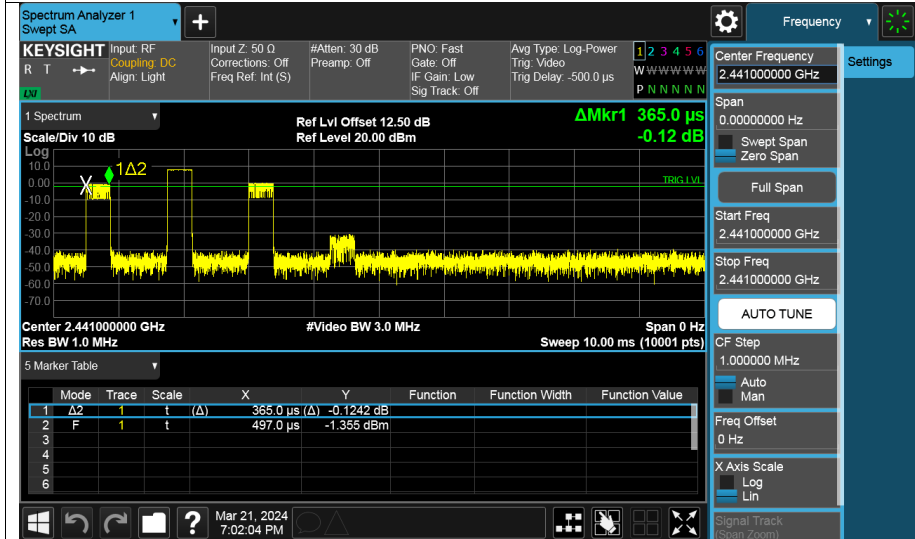 Spectrum Analyzer 1
Swept SA
+
Frequency
KEYSIGHT
R T
LXI
Input: RF
Coupling: DC
Align: Light
Input Z: 50 Ω
Corrections: Off
Freq Ref: Int (S)
#Atten: 30 dB
Preamp: Off
PNO: Fast
Gate: Off
IF Gain: Low
Sig Track: Off
Avg Type: Log-Power
Trig: Video
Trig Delay: -500.0 µs
1 2 3 4 5 6
W W W W W W
P N N N N N
Center Frequency
2.441000000 GHz
Settings
Span
0.00000000 Hz
Swept Span
Zero Span
Full Span
Start Freq
2.441000000 GHz
Stop Freq
2.441000000 GHz
AUTO TUNE
CF Step
1.000000 MHz
Auto
Man
Freq Offset
0 Hz
X Axis Scale
Log
Lin
Signal Track
(Span Zoom)
1 Spectrum
Scale/Div 10 dB
Ref Lvl Offset 12.50 dB
Ref Level 20.00 dBm
ΔMkr1 365.0 µs
-0.12 dB
Log
10.0
0.00
-10.0
-20.0
-30.0
-40.0
-50.0
-60.0
-70.0
X
1Δ2
TRIG LVL
Center 2.441000000 GHz
Res BW 1.0 MHz
#Video BW 3.0 MHz
Span 0 Hz
Sweep 10.00 ms (10001 pts)
5 Marker Table
Mode Trace Scale X Y Function Function Width Function Value
1 Δ2 1 t (Δ) 365.0 µs (Δ) -0.1242 dB
2 F 1 t 497.0 µs -1.355 dBm
3
4
5
6
?
Mar 21, 2024
7:02:04 PM